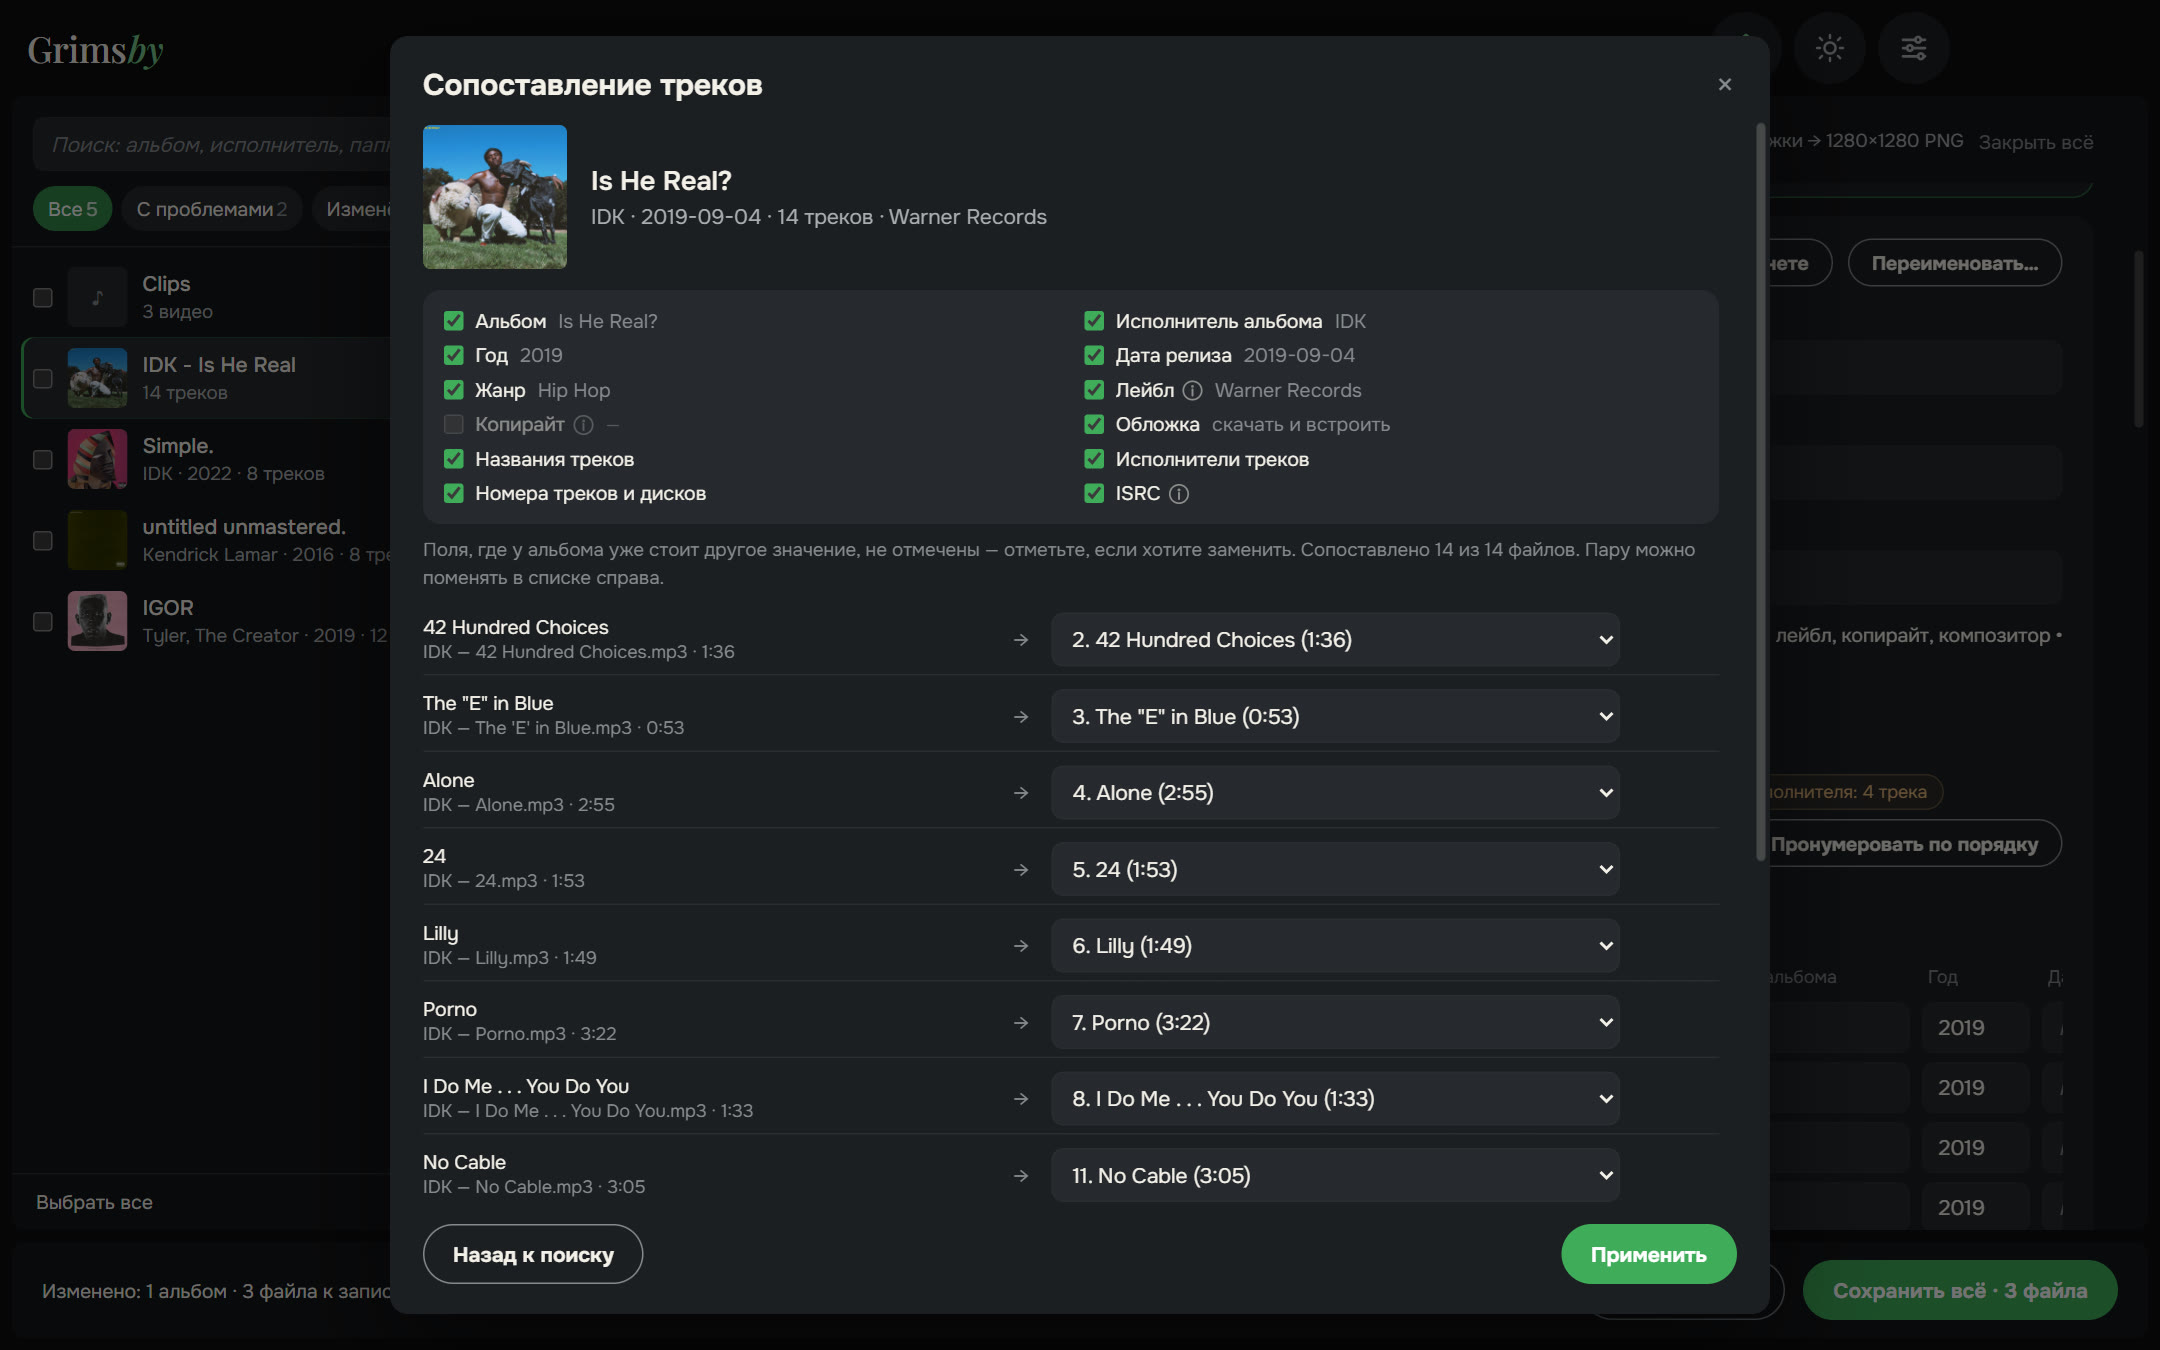 Grimsby
Поиск: альбом, исполнитель,
Все 5
С проблемами 2
Clips
3 видео
IDK - Is He Real
14 треков
Simple.
IDK · 2022 · 8 треков
untitled unmastered.
Kendrick Lamar · 2016 · 8
IGOR
Tyler, The Creator · 2019 · 12
Выбрать все
Изменено: 1 альбом · 3 файла к
Сопоставление треков
×
Is He Real?
IDK · 2019-09-04 · 14 треков · Warner Records
Альбом Is He Real?
Исполнитель альбома IDK
Год 2019
Дата релиза 2019-09-04
Жанр Hip Hop
Лейбл Warner Records
Копирайт —
Обложка скачать и встроить
Названия треков
Исполнители треков
Номера треков и дисков
ISRC
Поля, где у альбома уже стоит другое значение, не отмечены — отметьте, если хотите заменить. Сопоставлено 14 из 14 файлов. Пару можно
поменять в списке справа.
42 Hundred Choices
IDK — 42 Hundred Choices.mp3 · 1:36
→
2. 42 Hundred Choices (1:36)
The "E" in Blue
IDK — The 'E' in Blue.mp3 · 0:53
→
3. The "E" in Blue (0:53)
Alone
IDK — Alone.mp3 · 2:55
→
4. Alone (2:55)
24
IDK — 24.mp3 · 1:53
→
5. 24 (1:53)
Lilly
IDK — Lilly.mp3 · 1:49
→
6. Lilly (1:49)
Porno
IDK — Porno.mp3 · 3:22
→
7. Porno (3:22)
I Do Me . . . You Do You
IDK — I Do Me . . . You Do You.mp3 · 1:33
→
8. I Do Me . . . You Do You (1:33)
No Cable
IDK — No Cable.mp3 · 3:05
→
11. No Cable (3:05)
Назад к поиску
Применить
→ 1280×1280 PNG
Закрыть всё
Переименовать...
лейбл, копирайт, композитор •
4 трека
Пронумеровать по порядку
альбома
Год
2019
2019
2019
2019
Сохранить всё · 3 файла